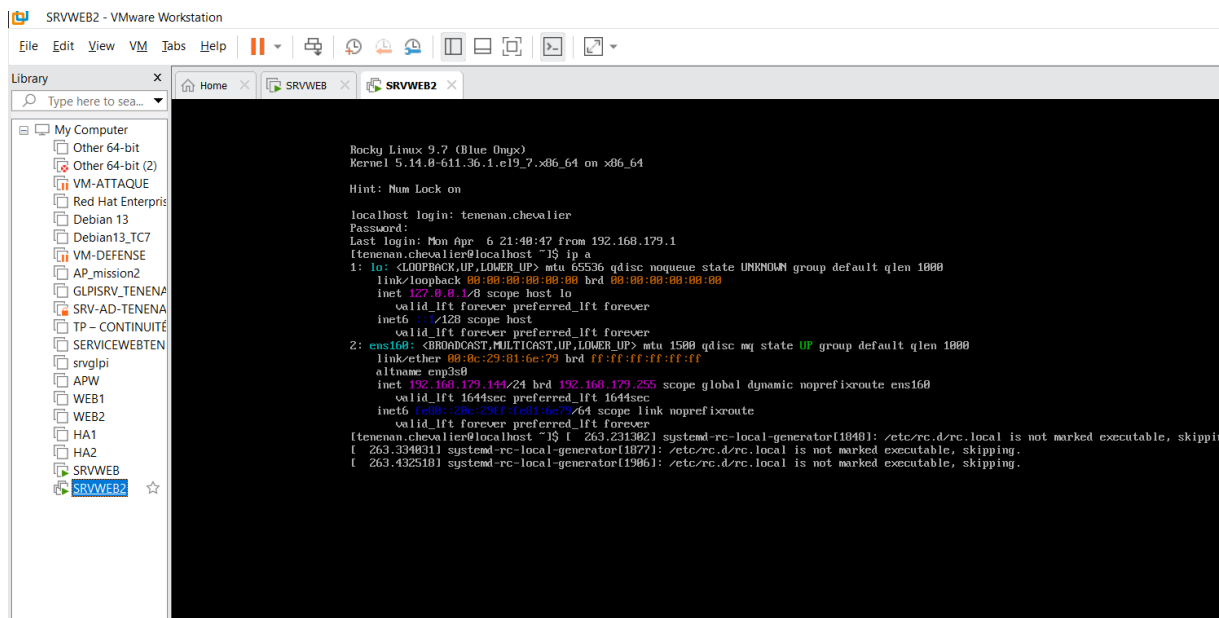 SRVWEB2 - VMware Workstation
File Edit View VM Tabs Help
Library
Type here to sea...
Home SRVWEB SRVWEB2
My Computer
Other 64-bit
Other 64-bit (2)
VM-ATTAQUE
Red Hat Enterpris
Debian 13
Debian13_TC7
VM-DEFENSE
AP_mission2
GLPISRV_TENENA
SRV-AD-TENENA
TP – CONTINUITÉ
SERVICEWEBTEN
srvglpi
APW
WEB1
WEB2
HA1
HA2
SRVWEB
SRVWEB2
Rocky Linux 9.7 (Blue Onyx)
Kernel 5.14.0-611.36.1.el9_7.x86_64 on x86_64
Hint: Num Lock on
localhost login: tenenan.chevalier
Password:
Last login: Mon Apr  6 21:40:47 from 192.168.179.1
[tenenan.chevalier@localhost ~]$ ip a
1: lo: <LOOPBACK,UP,LOWER_UP> mtu 65536 qdisc noqueue state UNKNOWN group default qlen 1000
link/loopback 00:00:00:00:00:00 brd 00:00:00:00:00:00
inet 127.0.0.1/8 scope host lo
valid_lft forever preferred_lft forever
inet6 ::1/128 scope host
valid_lft forever preferred_lft forever
2: ens160: <BROADCAST,MULTICAST,UP,LOWER_UP> mtu 1500 qdisc mq state UP group default qlen 1000
link/ether 00:0c:29:81:6e:79 brd ff:ff:ff:ff:ff:ff
altname enp3s0
inet 192.168.179.144/24 brd 192.168.179.255 scope global dynamic noprefixroute ens160
valid_lft 1644sec preferred_lft 1644sec
inet6 fe80::20c:29ff:fe81:6e79/64 scope link noprefixroute
valid_lft forever preferred_lft forever
[tenenan.chevalier@localhost ~]$ [  263.231302] systemd-rc-local-generator[1848]: /etc/rc.d/rc.local is not marked executable, skippin
[  263.334031] systemd-rc-local-generator[1877]: /etc/rc.d/rc.local is not marked executable, skipping.
[  263.432518] systemd-rc-local-generator[1906]: /etc/rc.d/rc.local is not marked executable, skipping.